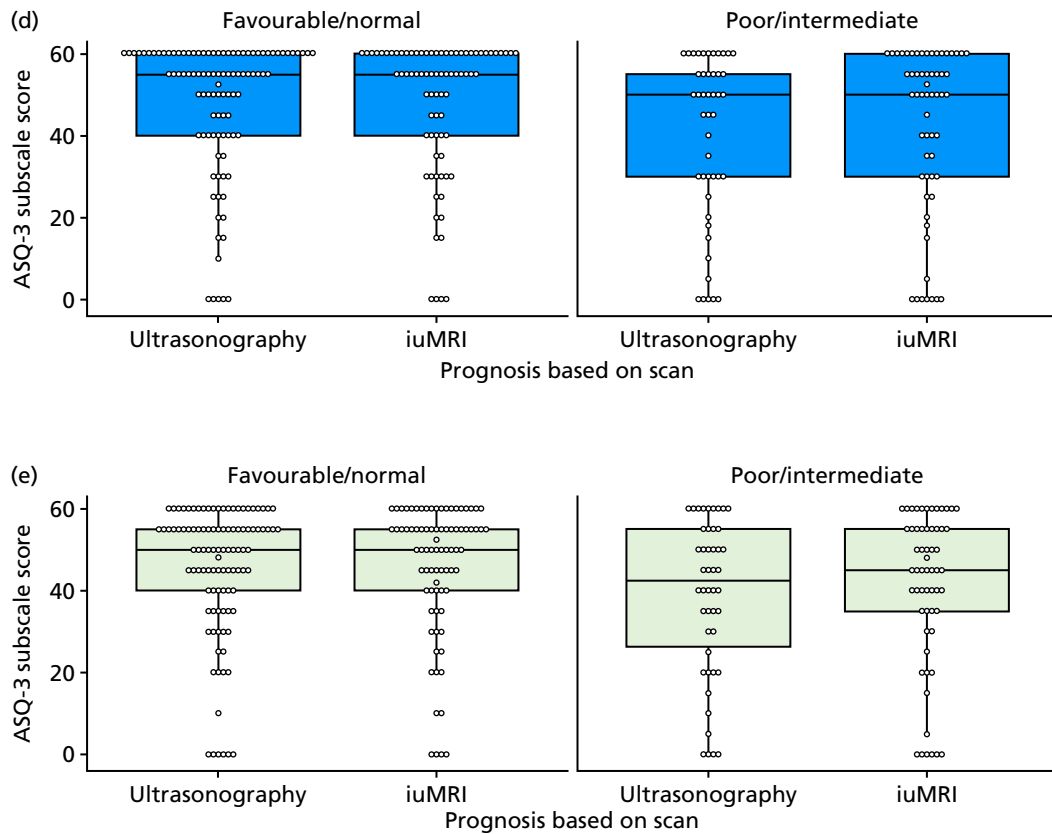 (d)
Favourable/normal
Poor/intermediate
ASQ-3 subscale score
60
40
20
0
Ultrasonography
iuMRI
Ultrasonography
iuMRI
Prognosis based on scan
(e)
Favourable/normal
Poor/intermediate
ASQ-3 subscale score
60
40
20
0
Ultrasonography
iuMRI
Ultrasonography
iuMRI
Prognosis based on scan